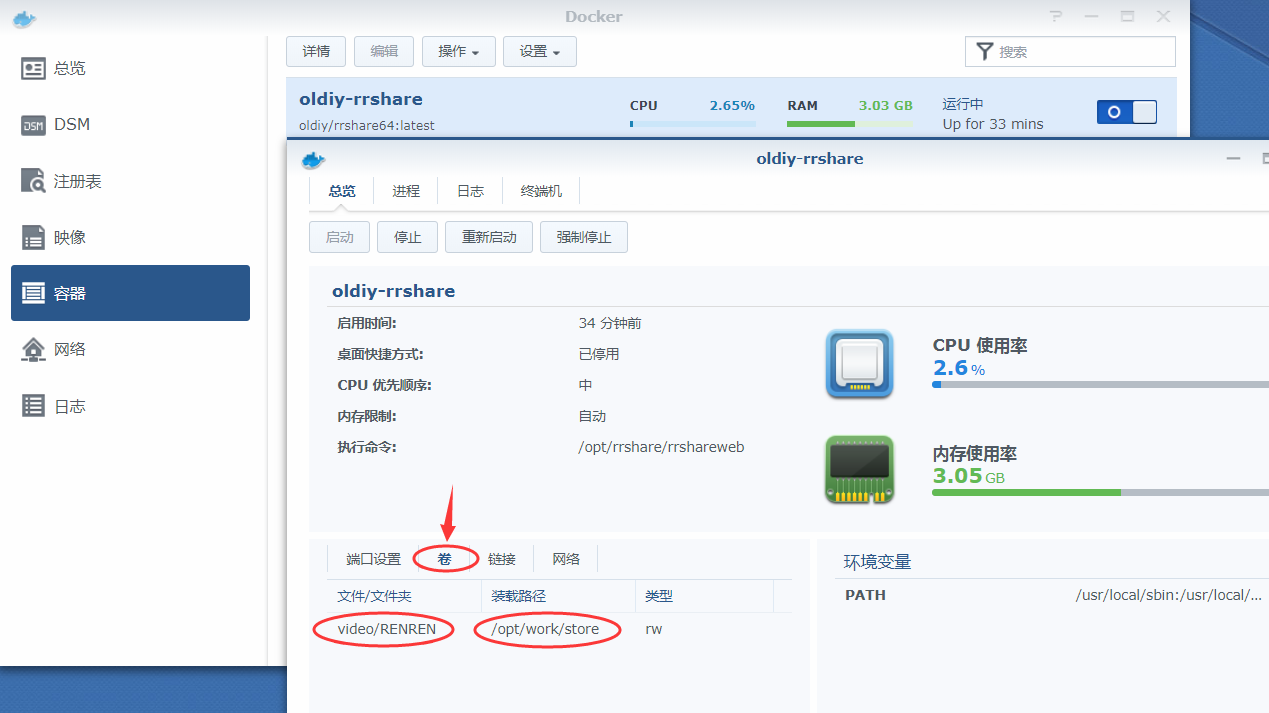 Docker
总览
DSM
注册表
映像
容器
网络
日志
详情 编辑 操作 设置 搜索
oldiy-rrshare
oldiy/rrshare64:latest
CPU 2.65% RAM 3.03 GB 运行中
Up for 33 mins
oldiy-rrshare
总览 进程 日志 终端机
启动 停止 重新启动 强制停止
oldiy-rrshare
启用时间: 34 分钟前
桌面快捷方式: 已停用
CPU 优先顺序: 中
内存限制: 自动
执行命令: /opt/rrshare/rrshareweb
CPU 使用率
2.6 %
内存使用率
3.05 GB
端口设置 卷 链接 网络
文件/文件夹 装载路径 类型
video/RENREN /opt/work/store rw
环境变量
PATH /usr/local/sbin:/usr/local/...